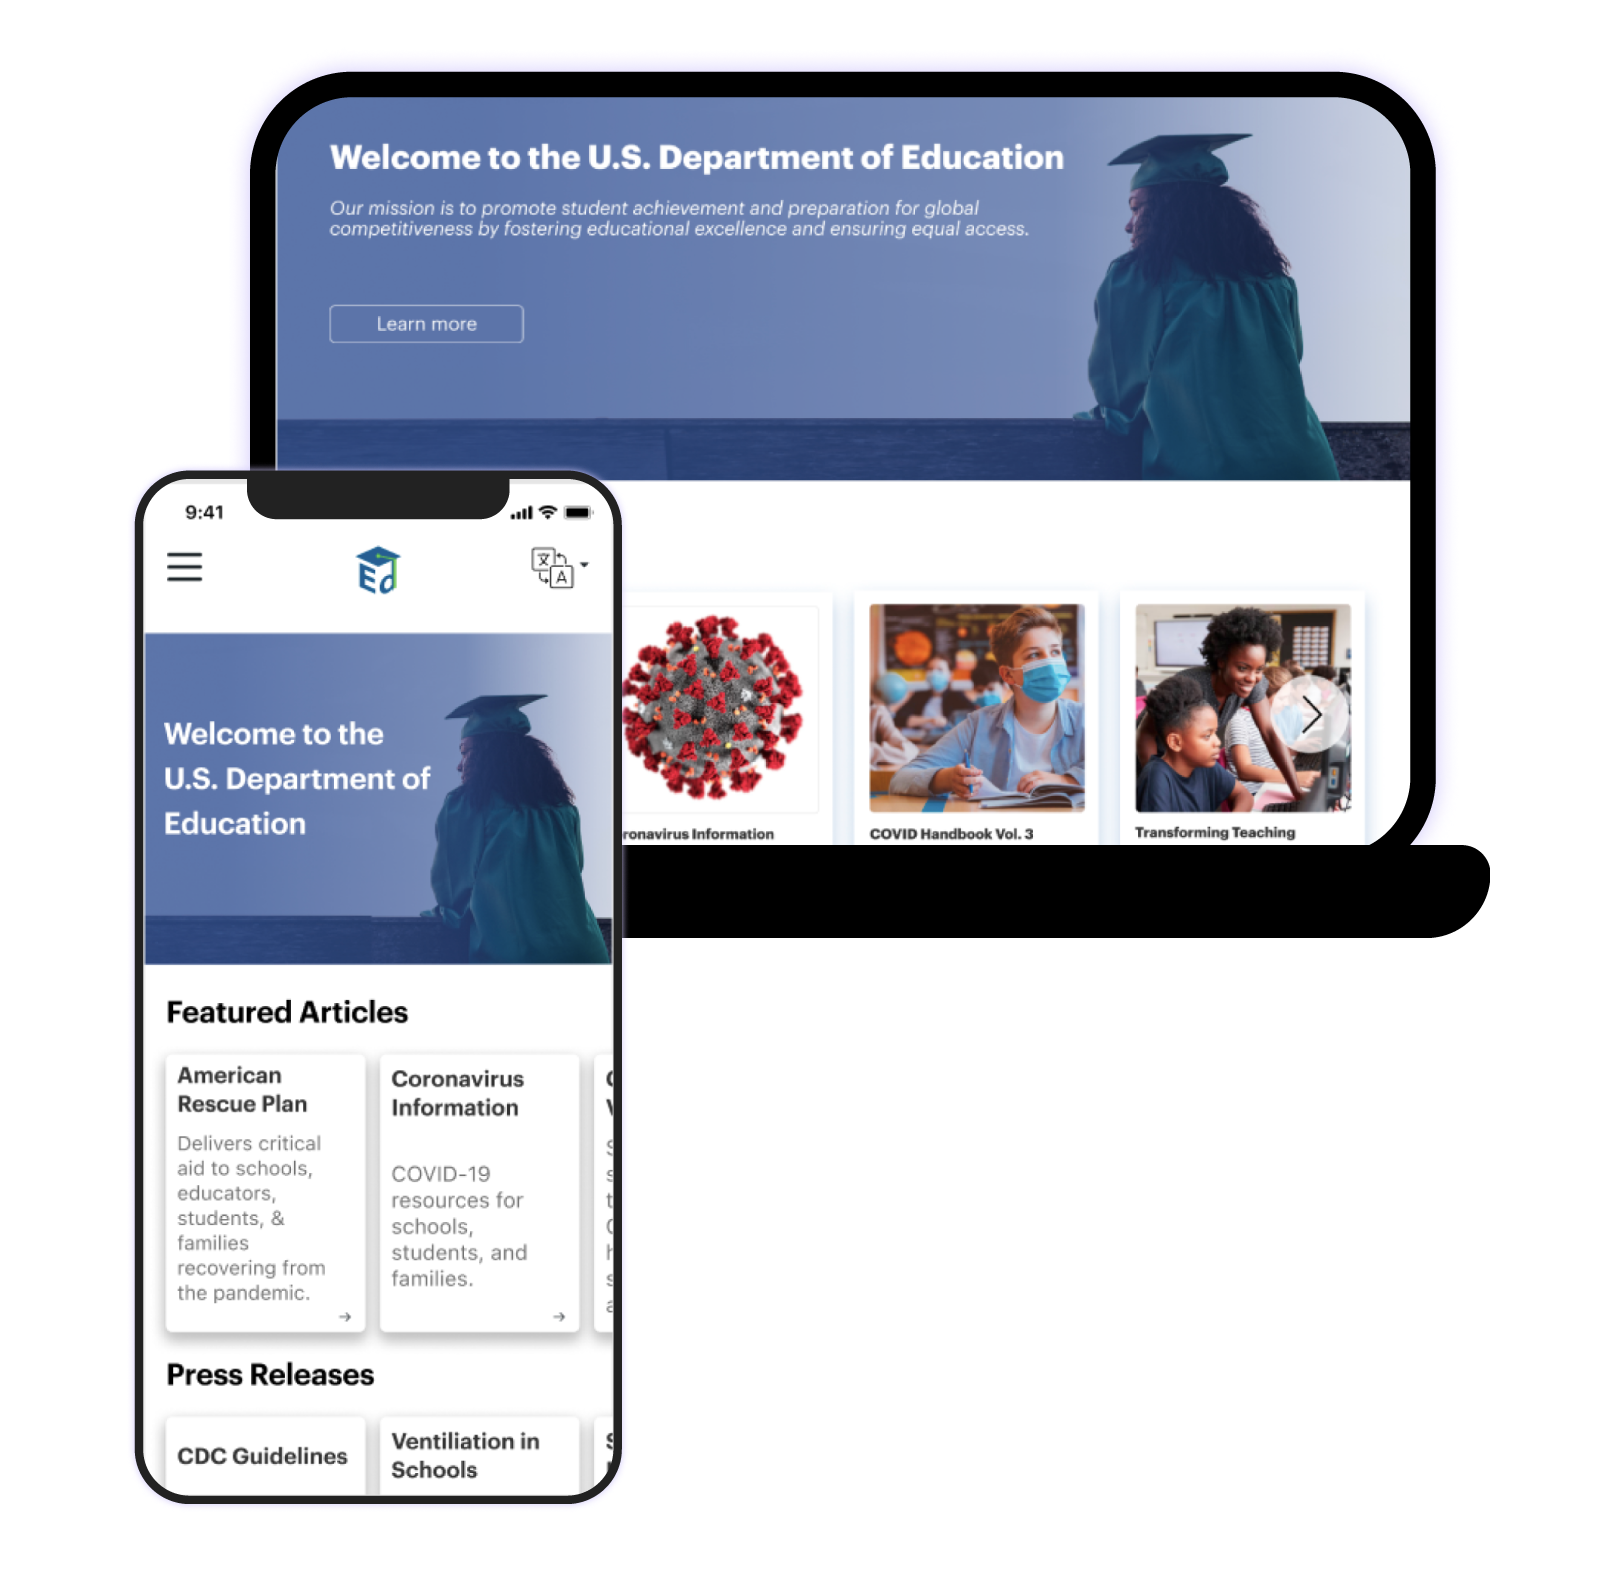 Welcome to the U.S. Department of Education
Our mission is to promote student achievement and preparation for global
competitiveness by fostering educational excellence and ensuring equal access.
Learn more
ronavirus Information
COVID Handbook Vol. 3
Transforming Teaching
9:41
Ed
文
A
Welcome to the
U.S. Department of
Education
Featured Articles
American
Rescue Plan
Delivers critical
aid to schools,
educators,
students, &
families
recovering from
the pandemic.
Coronavirus
Information
COVID-19
resources for
schools,
students, and
families.
Press Releases
CDC Guidelines
Ventiliation in
Schools